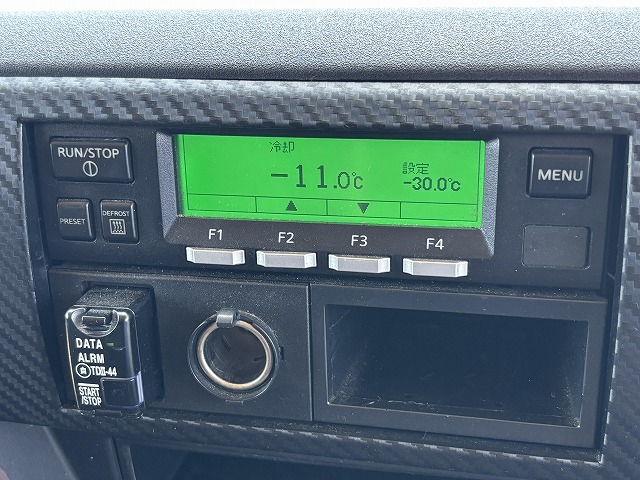 RUN/STOP
冷却
-11.0℃
設定
-30.0℃
MENU
▲ ▼
PRESET
DEFROST
F1 F2 F3 F4
DATA
ALRM
TDII-44
START
/STOP